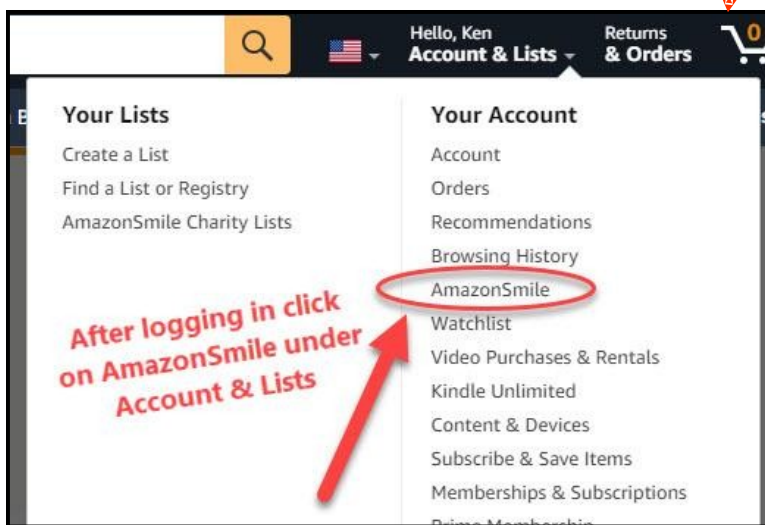 Hello, Ken
Account & Lists
Returns
& Orders
0
Your Lists
Create a List
Find a List or Registry
AmazonSmile Charity Lists
Your Account
Account
Orders
Recommendations
Browsing History
AmazonSmile
Watchlist
Video Purchases & Rentals
Kindle Unlimited
Content & Devices
Subscribe & Save Items
Memberships & Subscriptions
Prime Membership
After logging in click
on AmazonSmile under
Account & Lists